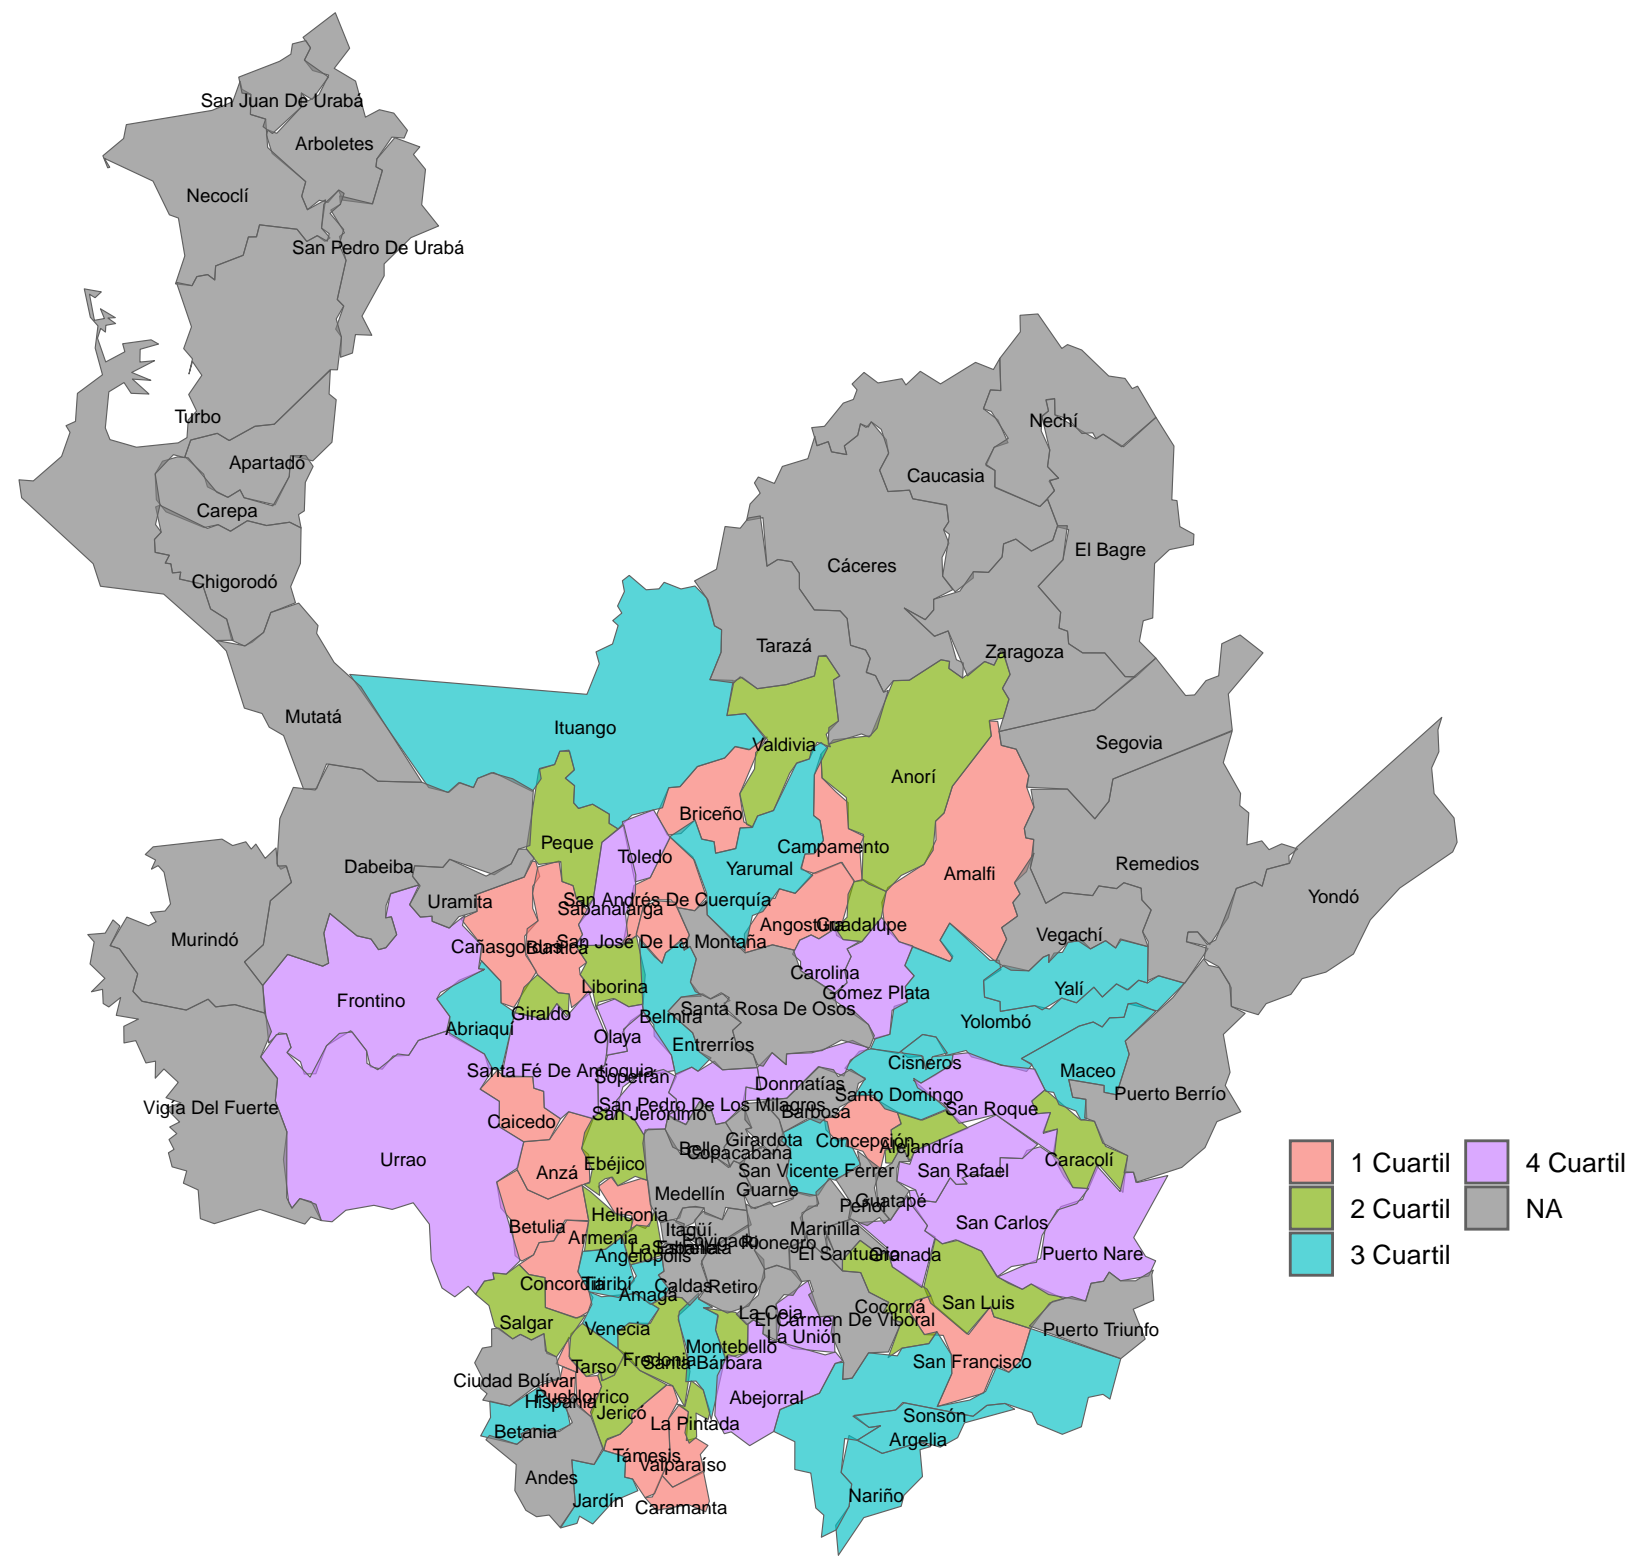 San Juan De Urabá
Arboletes
Necoclí
San Pedro De Urabá
Turbo
Nechí
Apartadó
Caucasia
Carepa
El Bagre
Cáceres
Chigorodó
Tarazá
Zaragoza
Mutatá
Ituango
Valdivia
Segovia
Anorí
Briceño
Peque
Campamento
Toledo
Dabeiba
Yarumal
Remedios
Amalfi
Yondó
Uramita
San Andrés De Cuerquía
Sabanalarga
Angostura
Guadalupe
Vegachí
Murindó
Cañasgordas
Buriticá
San José De La Montaña
Carolina
Liborina
Yalí
Gómez Plata
Frontino
Santa Rosa De Osos
Giraldo
Belmira
Yolombó
Abriaquí
Olaya
Entrerríos
Cisneros
Santa Fé De Antioquia
Sopetrán
Maceo
Donmatías
Santo Domingo
Puerto Berrío
Vigía Del Fuerte
San Pedro De Los Milagros
San Roque
San Jerónimo
Barbosa
Caicedo
Girardota
Concepción
Alejandría
Bello
Copacabana
Urrao
Ebéjico
Caracolí
Anzá
San Vicente Ferrer
San Rafael
Medellín
Guarne
Guatapé
Peñol
Heliconia
San Carlos
Betulia
Itagüí
Marinilla
Armenia
Envigado
Rionegro
La Estrella
Sabaneta
El Santuario
Granada
Puerto Nare
Angelópolis
Concordia
Titiribí
Caldas
Retiro
Amagá
San Luis
Cocorná
La Ceja
El Carmen De Viboral
Salgar
Venecia
La Unión
Puerto Triunfo
Montebello
Fredonia
Santa Bárbara
San Francisco
Tarso
Ciudad Bolívar
Pueblorrico
Hispania
Abejorral
Jericó
Sonsón
La Pintada
Betania
Argelia
Támesis
Valparaíso
Andes
Nariño
Jardín
Caramanta
1 Cuartil
4 Cuartil
2 Cuartil
NA
3 Cuartil